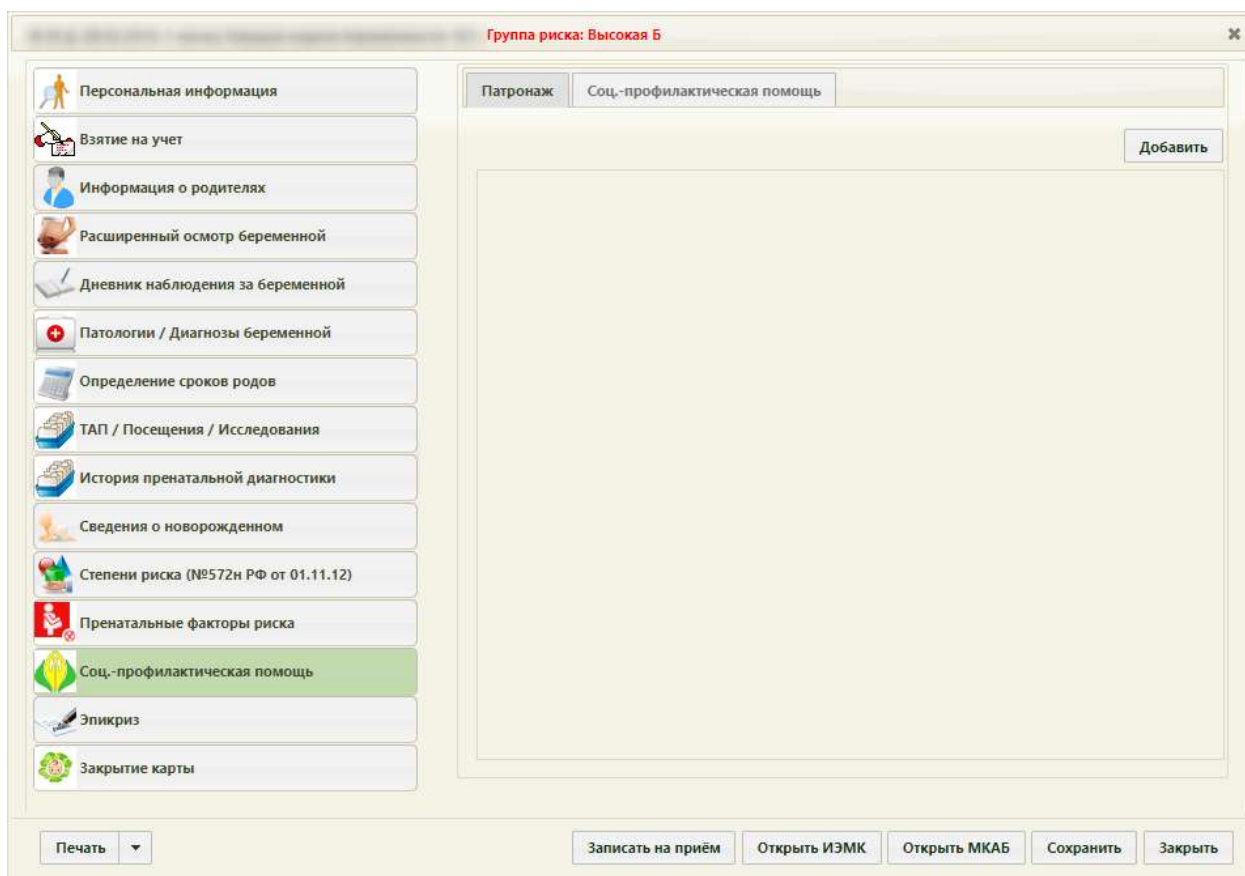 Группа риска: Высокая Б
Персональная информация
Взятие на учет
Информация о родителях
Расширенный осмотр беременной
Дневник наблюдения за беременной
Патологии / Диагнозы беременной
Определение сроков родов
ТАП / Посещения / Исследования
История пренатальной диагностики
Сведения о новорожденном
Степени риска (№572н РФ от 01.11.12)
Пренатальные факторы риска
Соц.-профилактическая помощь
Эпикриз
Закрытие карты
Патронаж
Соц.-профилактическая помощь
Добавить
Печать
Записать на приём
Открыть ИЭМК
Открыть МКАБ
Сохранить
Закрыть